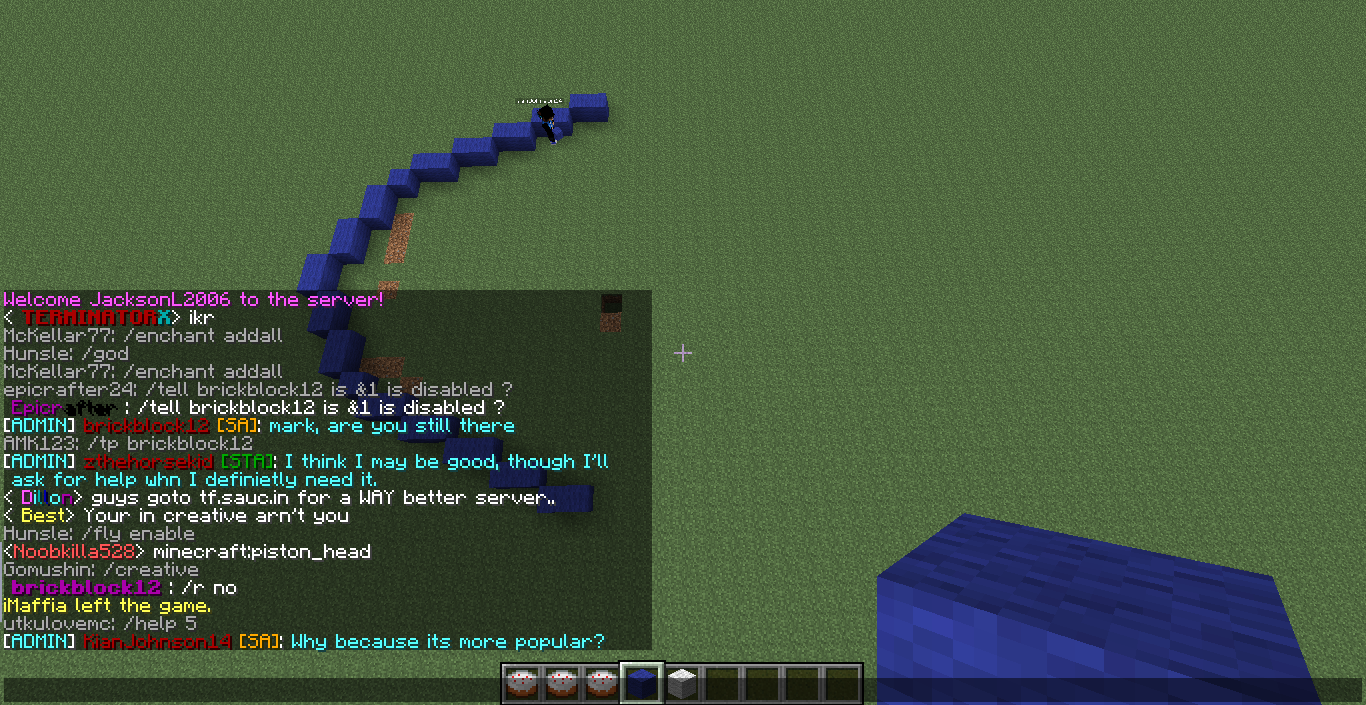 KianJohnson14
Welcome JacksonL2006 to the server!
< TERMINATORX> ikr
McKellar77: /enchant addall
Hunsle: /god
McKellar77: /enchant addall
epicrafter24: /tell brickblock12 is &1 is disabled ?
Epicrafter : /tell brickblock12 is &1 is disabled ?
[ADMIN] brickblock12 [SA]: mark, are you still there
AMK123: /tp brickblock12
[ADMIN] zthehorsekid [STA]: I think I may be good, though I'll
ask for help whn I definietly need it.
< Dillon> guys goto tf.sauc.in for a WAY better server..
< Best> Your in creative arn't you
Hunsle: /fly enable
<Noobkilla528> minecraft:piston_head
Gomushin: /creative
brickblock12 : /r no
iMaffia left the game.
utkulovemc: /help 5
[ADMIN] KianJohnson14 [SA]: Why because its more popular?